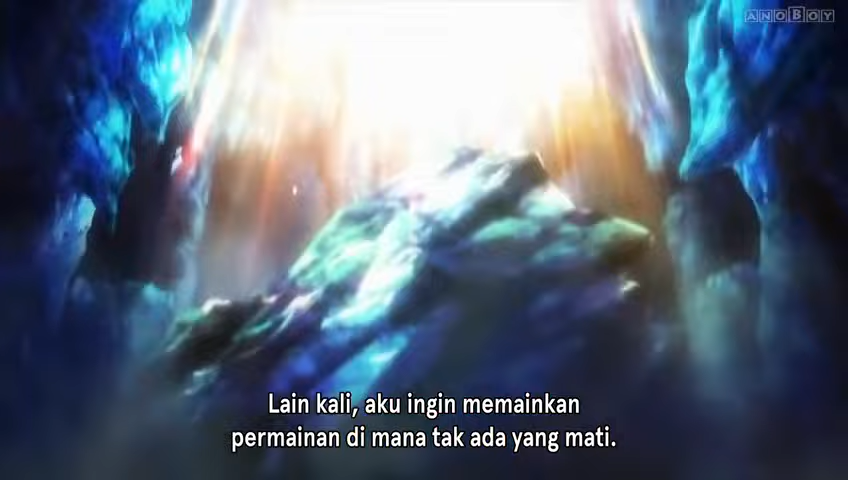 ANOBOY
Lain kali, aku ingin memainkan
permainan di mana tak ada yang mati.